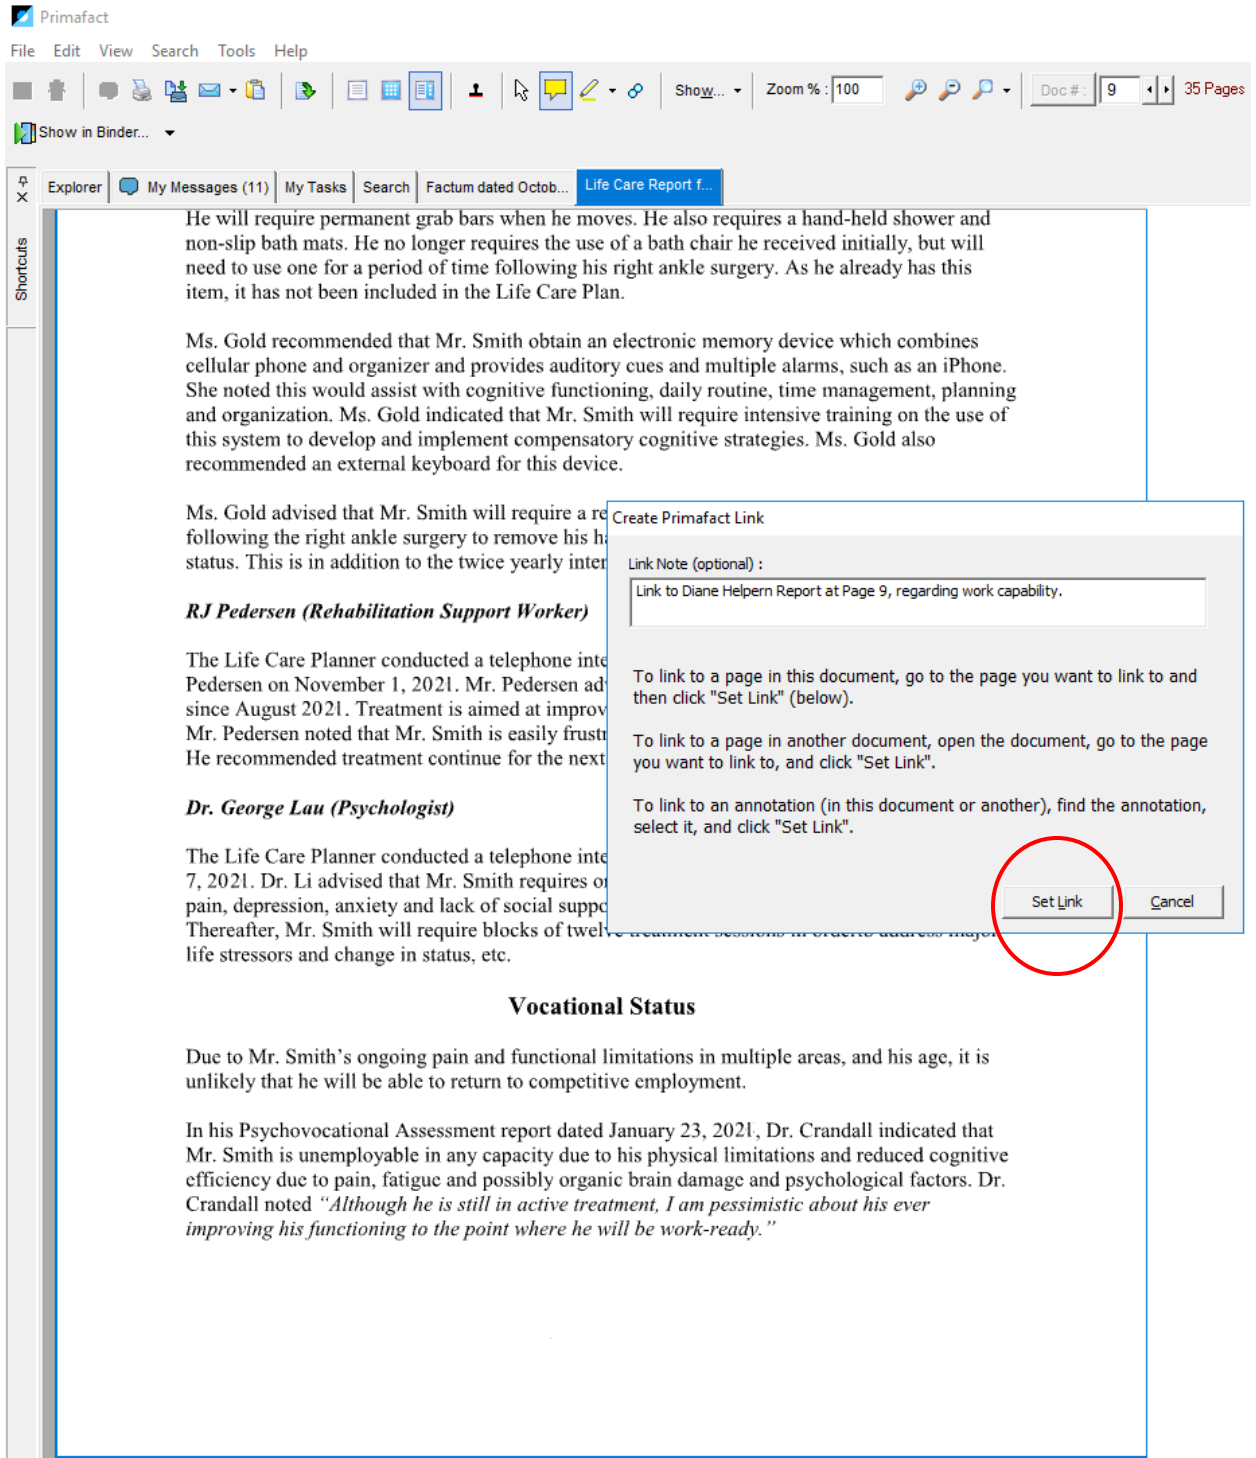 Primafact
File Edit View Search Tools Help
Show... Zoom % : 100 Doc # : 9 35 Pages
Show in Binder...
Explorer My Messages (11) My Tasks Search Factum dated Octob... Life Care Report f...
Shortcuts
He will require permanent grab bars when he moves. He also requires a hand-held shower and
non-slip bath mats. He no longer requires the use of a bath chair he received initially, but will
need to use one for a period of time following his right ankle surgery. As he already has this
item, it has not been included in the Life Care Plan.
Ms. Gold recommended that Mr. Smith obtain an electronic memory device which combines
cellular phone and organizer and provides auditory cues and multiple alarms, such as an iPhone.
She noted this would assist with cognitive functioning, daily routine, time management, planning
and organization. Ms. Gold indicated that Mr. Smith will require intensive training on the use of
this system to develop and implement compensatory cognitive strategies. Ms. Gold also
recommended an external keyboard for this device.
Ms. Gold advised that Mr. Smith will require a re
following the right ankle surgery to remove his ha
status. This is in addition to the twice yearly inter
RJ Pedersen (Rehabilitation Support Worker)
The Life Care Planner conducted a telephone inte
Pedersen on November 1, 2021. Mr. Pedersen ad
since August 2021. Treatment is aimed at improv
Mr. Pedersen noted that Mr. Smith is easily frustr
He recommended treatment continue for the next
Dr. George Lau (Psychologist)
The Life Care Planner conducted a telephone inte
7, 2021. Dr. Li advised that Mr. Smith requires o
pain, depression, anxiety and lack of social suppo
Thereafter, Mr. Smith will require blocks of twelve treatment sessions in orderto address major
life stressors and change in status, etc.
Create Primafact Link
Link Note (optional) :
Link to Diane Helpern Report at Page 9, regarding work capability.
To link to a page in this document, go to the page you want to link to and
then click "Set Link" (below).
To link to a page in another document, open the document, go to the page
you want to link to, and click "Set Link".
To link to an annotation (in this document or another), find the annotation,
select it, and click "Set Link".
Set Link Cancel
Vocational Status
Due to Mr. Smith's ongoing pain and functional limitations in multiple areas, and his age, it is
unlikely that he will be able to return to competitive employment.
In his Psychovocational Assessment report dated January 23, 2021, Dr. Crandall indicated that
Mr. Smith is unemployable in any capacity due to his physical limitations and reduced cognitive
efficiency due to pain, fatigue and possibly organic brain damage and psychological factors. Dr.
Crandall noted "Although he is still in active treatment, I am pessimistic about his ever
improving his functioning to the point where he will be work-ready."